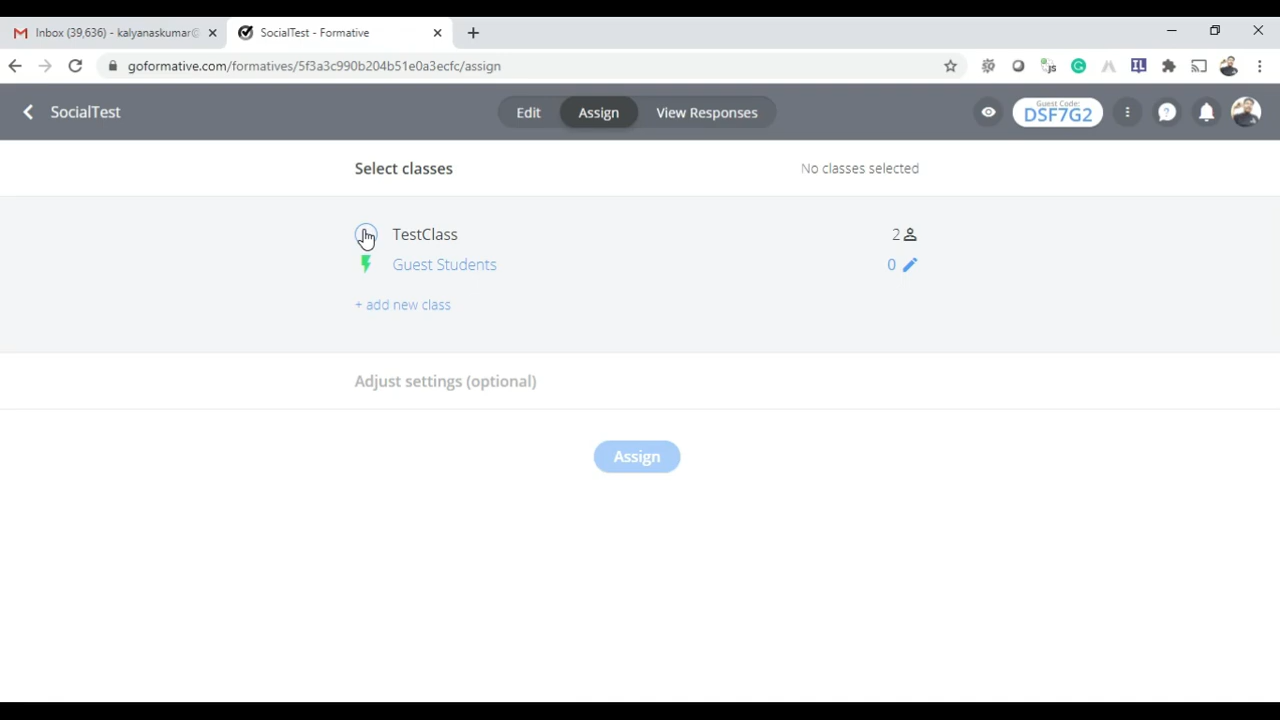 Inbox (39,636) - kalyanaskumar@
SocialTest - Formative
goformative.com/formatives/5f3a3c990b204b51e0a3ecfc/assign
SocialTest
Edit
Assign
View Responses
Guest Code:
DSF7G2
Select classes
No classes selected
TestClass
2
Guest Students
0
+ add new class
Adjust settings (optional)
Assign